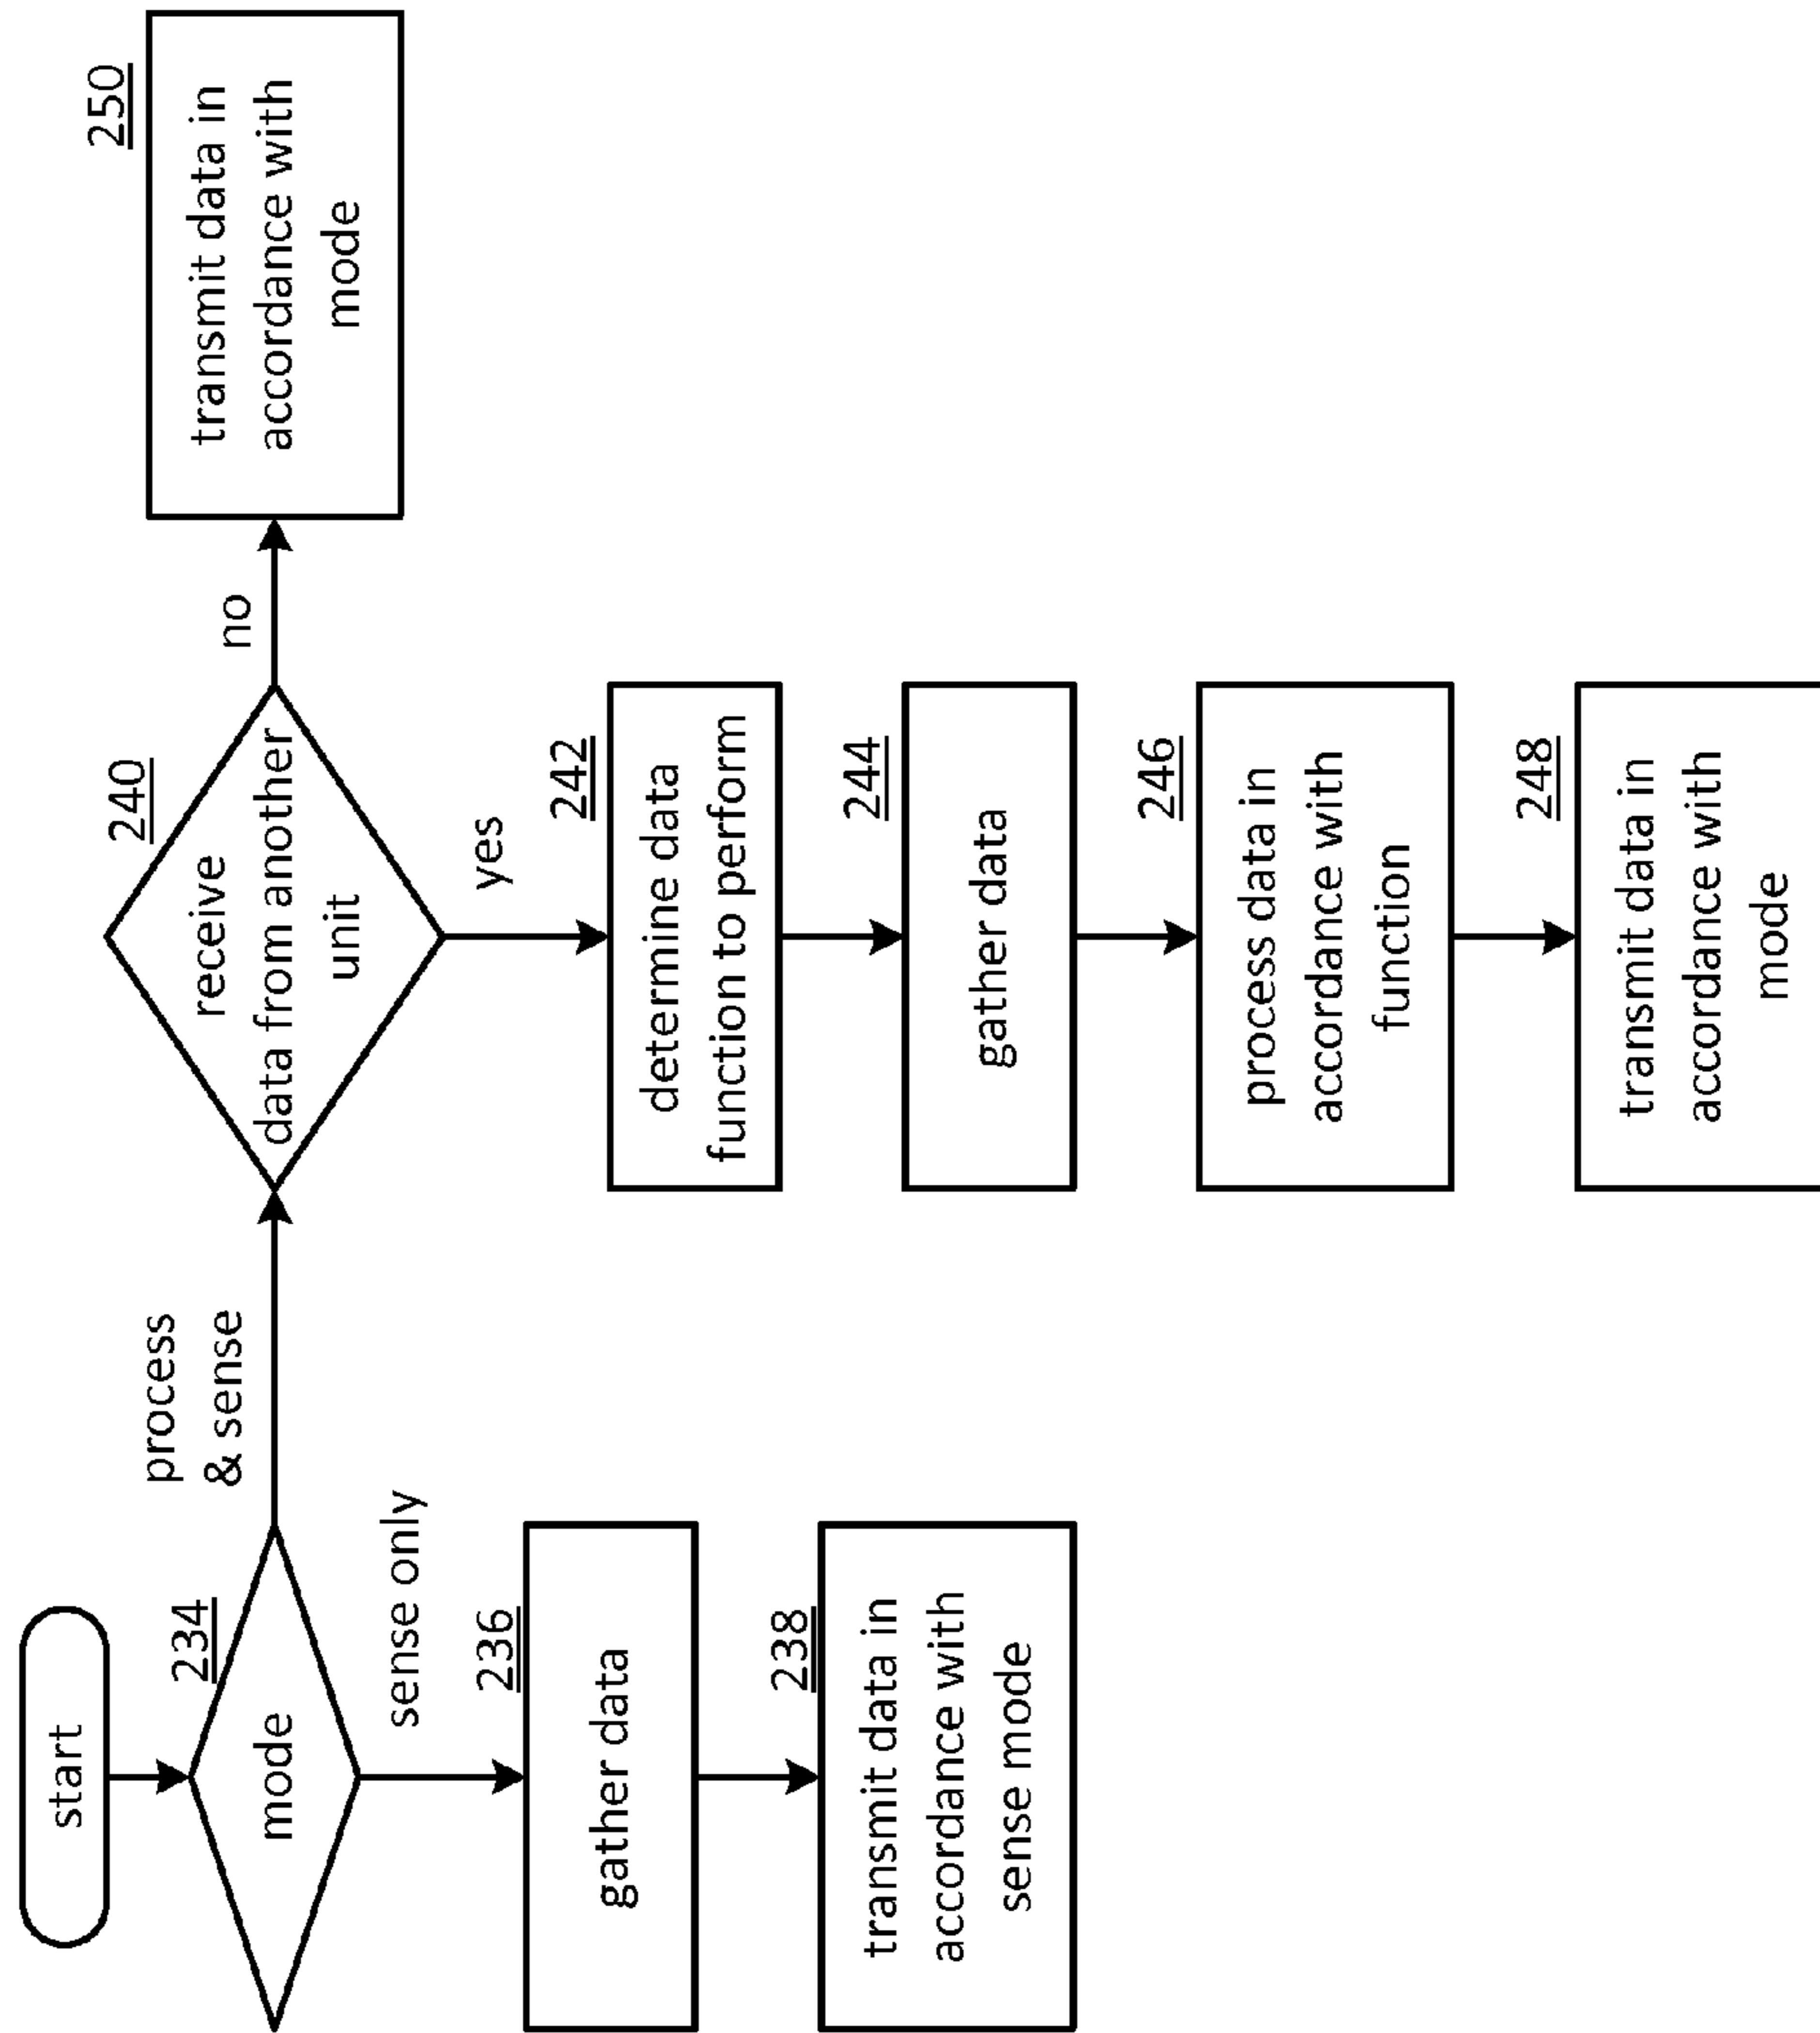 start
234
mode
process
& sense
sense only
236
gather data
238
transmit data in
accordance with
sense mode
240
receive
data from another
unit
no
yes
250
transmit data in
accordance with
mode
242
determine data
function to perform
244
gather data
246
process data in
accordance with
function
248
transmit data in
accordance with
mode